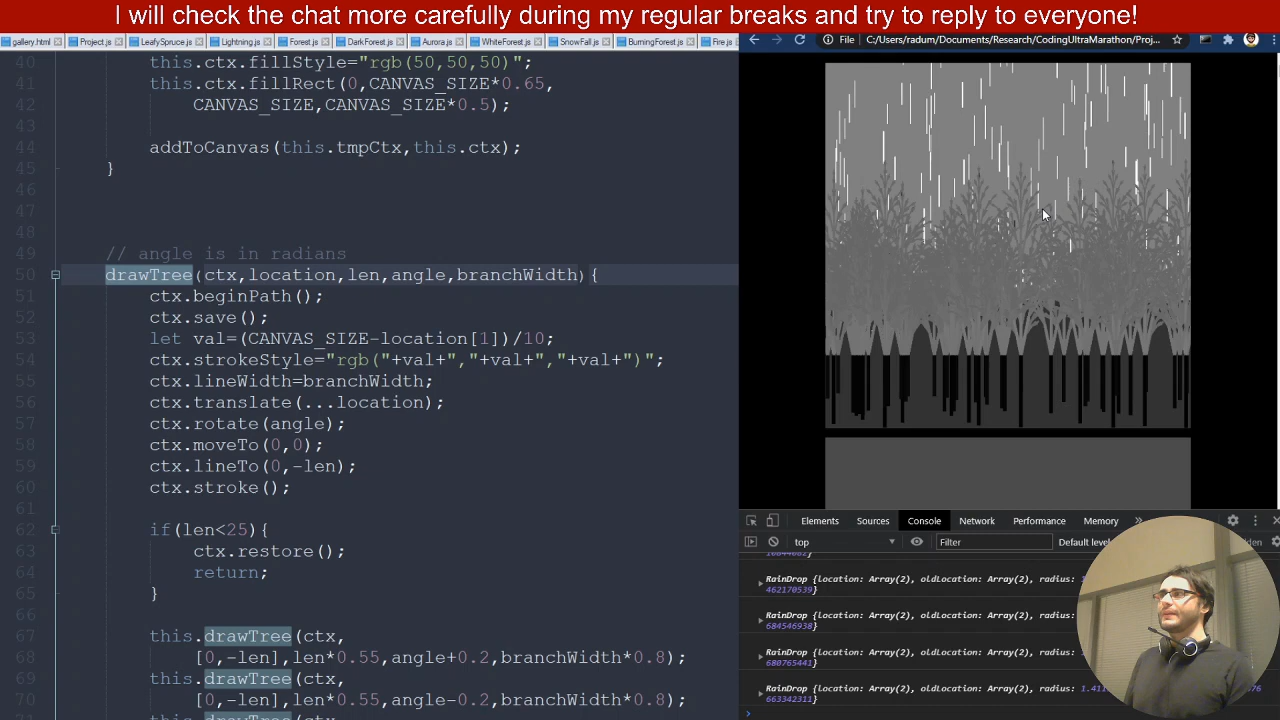 I will check the chat more carefully during my regular breaks and try to reply to everyone!
gallery.html Project.js LeafySpruce.js Lightning.js Forest.js DarkForest.js Aurora.js WhiteForest.js SnowFall.js BurningForest.js Fire.js
File C:/Users/radum/Documents/Research/CodingUltraMarathon/Proj...
40 this.ctx.fillStyle="rgb(50,50,50)";
41 this.ctx.fillRect(0,CANVAS_SIZE*0.65,
42 CANVAS_SIZE,CANVAS_SIZE*0.5);
43
44 addToCanvas(this.tmpCtx,this.ctx);
45 }
46
47
48
49 // angle is in radians
50 drawTree(ctx,location,len,angle,branchWidth){
51 ctx.beginPath();
52 ctx.save();
53 let val=(CANVAS_SIZE-location[1])/10;
54 ctx.strokeStyle="rgb("+val+","+val+","+val+")";
55 ctx.lineWidth=branchWidth;
56 ctx.translate(...location);
57 ctx.rotate(angle);
58 ctx.moveTo(0,0);
59 ctx.lineTo(0,-len);
60 ctx.stroke();
61
62 if(len<25){
63 ctx.restore();
64 return;
65 }
66
67 this.drawTree(ctx,
68 [0,-len],len*0.55,angle+0.2,branchWidth*0.8);
69 this.drawTree(ctx,
70 [0,-len],len*0.55,angle-0.2,branchWidth*0.8);
Elements Sources Console Network Performance Memory »
top Filter Default leve
RainDrop {location: Array(2), oldLocation: Array(2), radius: 1.
462170539}
RainDrop {location: Array(2), oldLocation: Array(2), radius:
684546938}
RainDrop {location: Array(2), oldLocation: Array(2), radius:
680765441}
RainDrop {location: Array(2), oldLocation: Array(2), radius: 1.411
663342311}